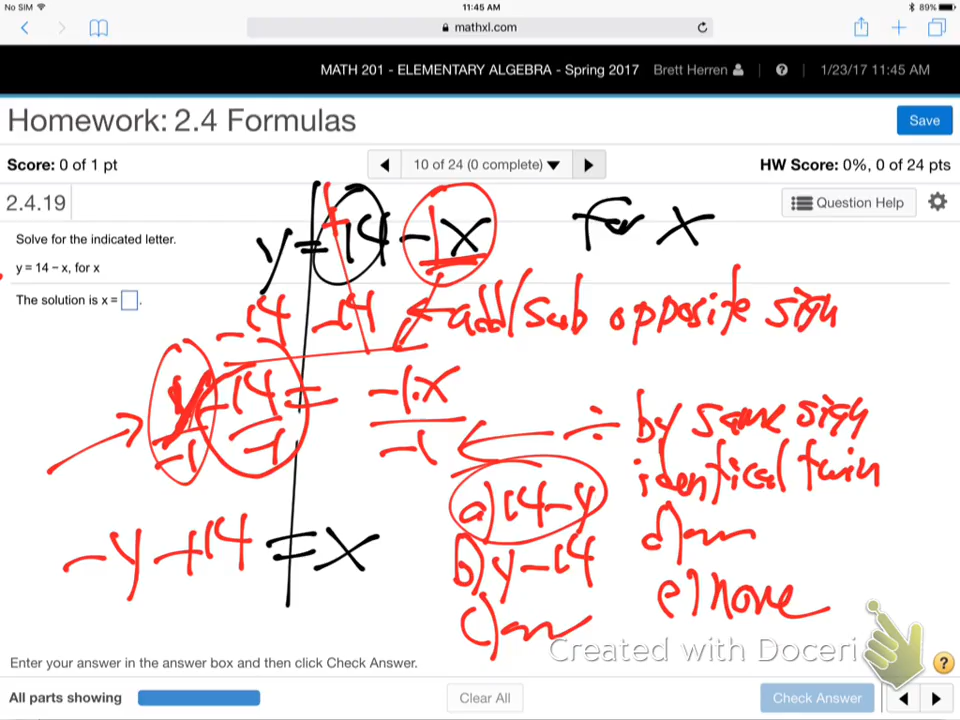 No SIM 11:45 AM 89%
mathxl.com
MATH 201 - ELEMENTARY ALGEBRA - Spring 2017 Brett Herren 1/23/17 11:45 AM
Homework: 2.4 Formulas Save
Score: 0 of 1 pt 10 of 24 (0 complete) HW Score: 0%, 0 of 24 pts
2.4.19 Question Help
Solve for the indicated letter.
y = 14 − x, for x
The solution is x = .
y = 14 - 1x for x
-14 -14 ← add/sub opposite sign
y - 14 = -1·x
-1 -1 -1 ← ÷ by same sign
identical twin
a) 14-y
-y +14 = x
b) y-14
c)
d)
e) none
Created with Doceri
Enter your answer in the answer box and then click Check Answer.
All parts showing Clear All Check Answer